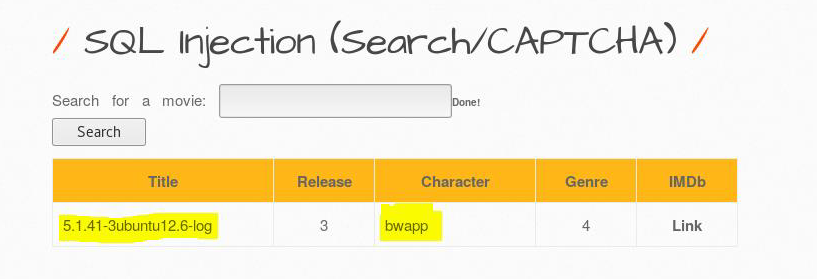 / SQL Injection (Search/CAPTCHA) /
Search for a movie: Done!
Search
Title Release Character Genre IMDb
5.1.41-3ubuntu12.6-log 3 bwapp 4 Link